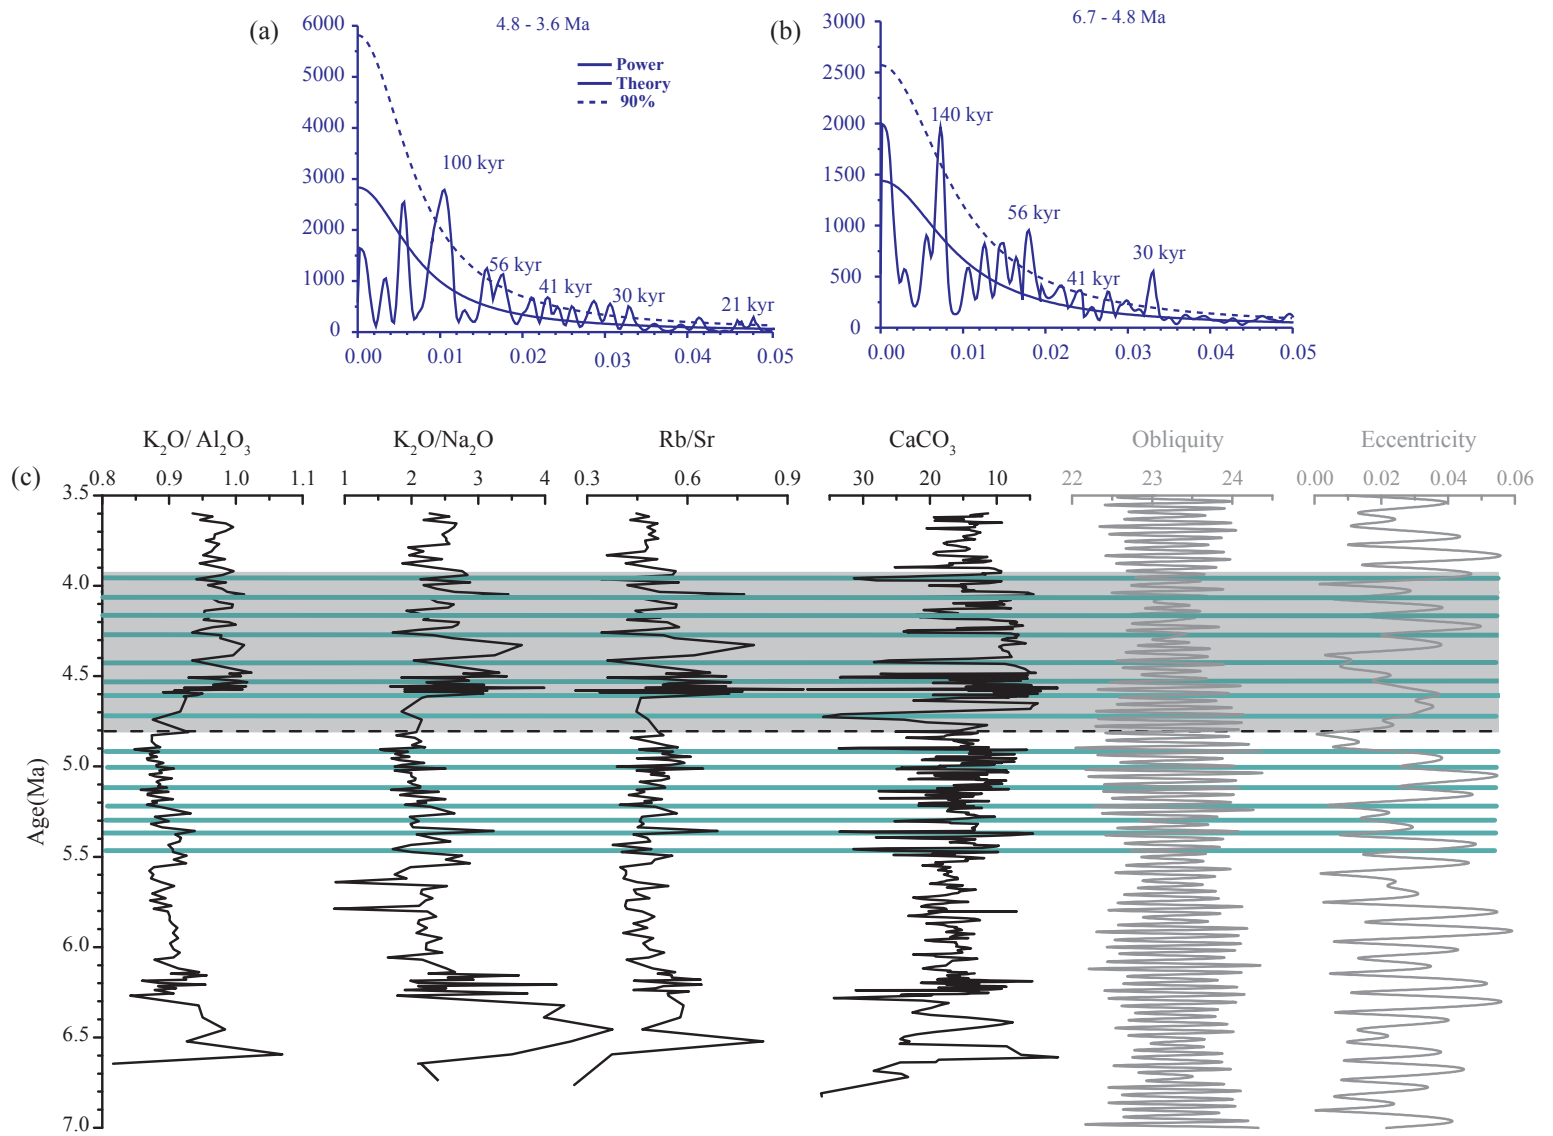 (a)
4.8 - 3.6 Ma
6000
5000
4000
3000
2000
1000
0
0.00 0.01 0.02 0.03 0.04 0.05
Power
Theory
90%
100 kyr
56 kyr
41 kyr
30 kyr
21 kyr
(b)
6.7 - 4.8 Ma
3000
2500
2000
1500
1000
500
0
0.00 0.01 0.02 0.03 0.04 0.05
140 kyr
56 kyr
41 kyr
30 kyr
(c)
K₂O/ Al₂O₃ K₂O/Na₂O Rb/Sr CaCO₃ Obliquity Eccentricity
0.8 0.9 1.0 1.1 1 2 3 4 0.3 0.6 0.9 30 20 10 22 23 24 0.00 0.02 0.04 0.06
3.5
4.0
4.5
5.0
5.5
6.0
6.5
7.0
Age(Ma)